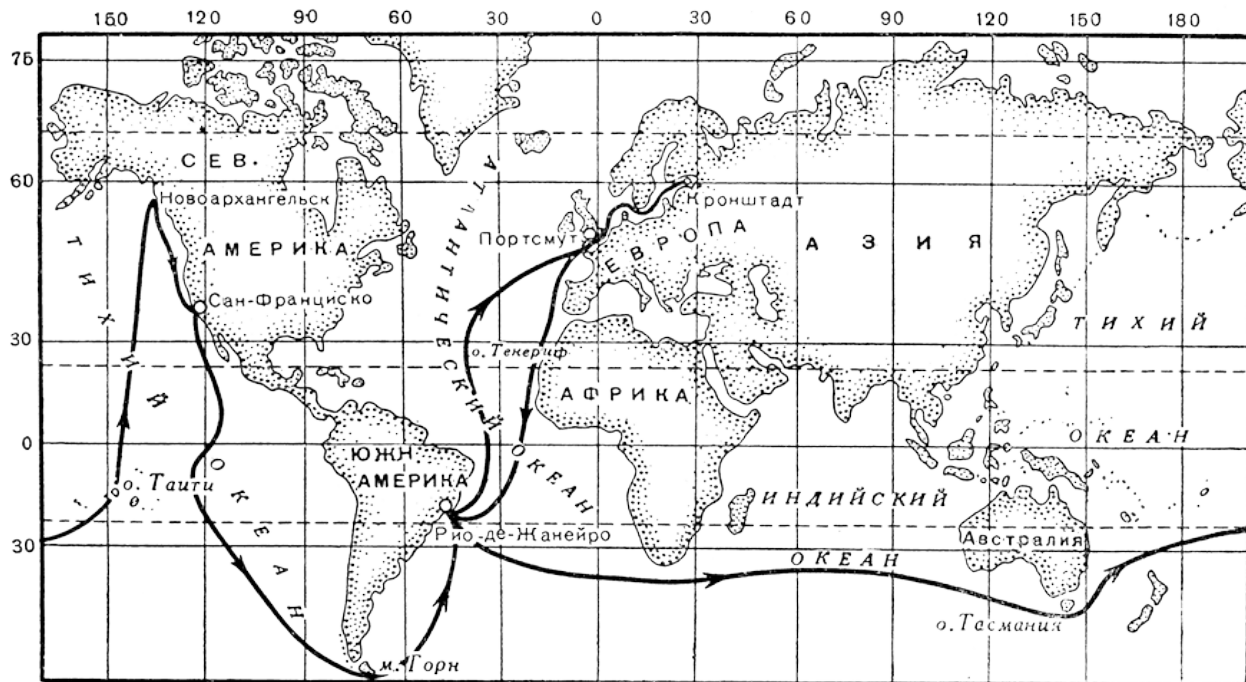 150 120 90 60 30 0 30 60 90 120 150 180
75
60
30
0
30
СЕВ.
АМЕРИКА
Новоархангельск
Сан-Франциско
ТИХИЙ
ОКЕАН
о. Таити
ЮЖН
АМЕРИКА
Рио-де-Жанейро
м. Горн
АТЛАНТИЧЕСКИЙ
ОКЕАН
Портсмут
Кронштадт
ЕВРОПА
АЗИЯ
о. Тенериф
АФРИКА
ИНДИЙСКИЙ
ОКЕАН
ТИХИЙ
ОКЕАН
Австралия
о. Тасмания